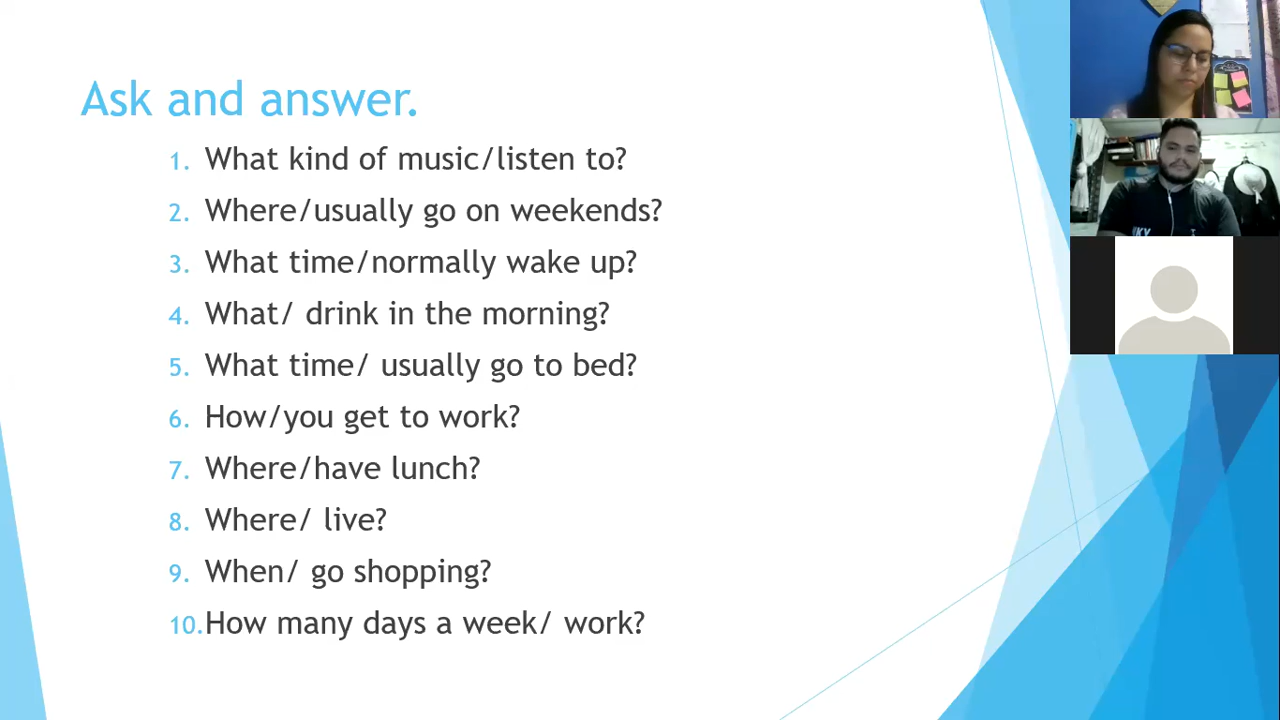 Ask and answer.
1. What kind of music/listen to?
2. Where/usually go on weekends?
3. What time/normally wake up?
4. What/ drink in the morning?
5. What time/ usually go to bed?
6. How/you get to work?
7. Where/have lunch?
8. Where/ live?
9. When/ go shopping?
10. How many days a week/ work?